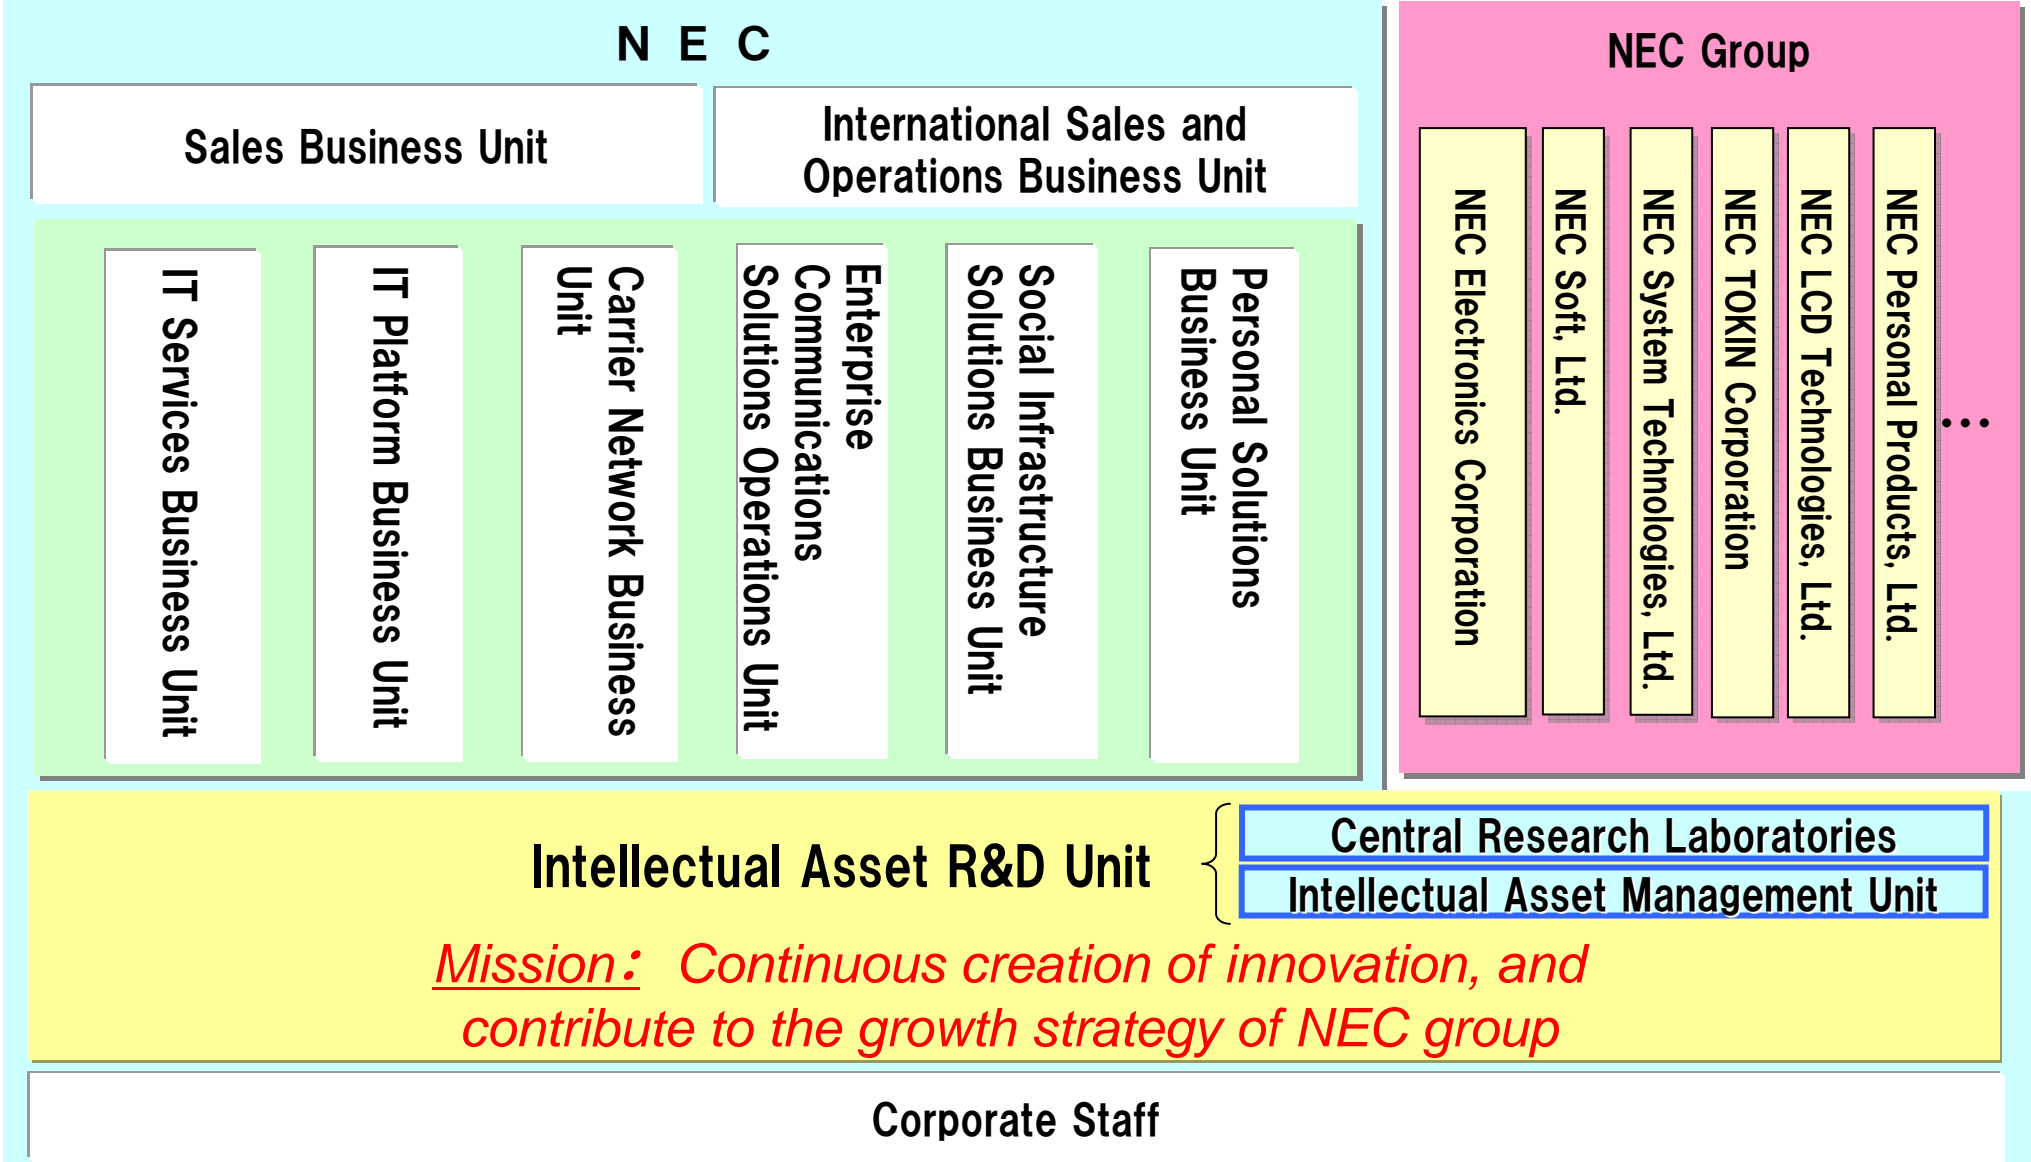 N E C
Sales Business Unit
International Sales and
Operations Business Unit
IT Services Business Unit
IT Platform Business Unit
Carrier Network Business
Unit
Enterprise
Communications
Solutions Operations Unit
Social Infrastructure
Solutions Business Unit
Personal Solutions
Business Unit
NEC Group
NEC Electronics Corporation
NEC Soft, Ltd.
NEC System Technologies, Ltd.
NEC TOKIN Corporation
NEC LCD Technologies, Ltd.
NEC Personal Products, Ltd.
…
Intellectual Asset R&D Unit
Central Research Laboratories
Intellectual Asset Management Unit
Mission: Continuous creation of innovation, and
contribute to the growth strategy of NEC group
Corporate Staff